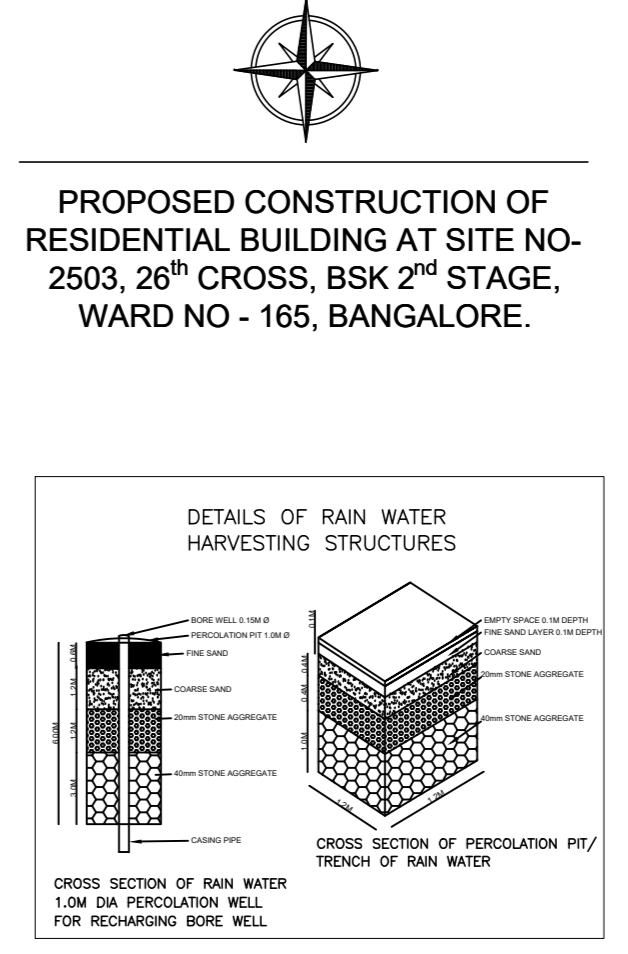 PROPOSED CONSTRUCTION OF
RESIDENTIAL BUILDING AT SITE NO-
2503, 26th CROSS, BSK 2nd STAGE,
WARD NO - 165, BANGALORE.
DETAILS OF RAIN WATER
HARVESTING STRUCTURES
BORE WELL 0.15M Ø
PERCOLATION PIT 1.0M Ø
FINE SAND
COARSE SAND
20mm STONE AGGREGATE
40mm STONE AGGREGATE
CASING PIPE
6.00M
0.6M
1.2M
1.2M
3.0M
CROSS SECTION OF RAIN WATER
1.0M DIA PERCOLATION WELL
FOR RECHARGING BORE WELL
EMPTY SPACE 0.1M DEPTH
FINE SAND LAYER 0.1M DEPTH
COARSE SAND
20mm STONE AGGREGATE
40mm STONE AGGREGATE
0.1M
0.4M
0.4M
1.0M
1.2M
1.2M
CROSS SECTION OF PERCOLATION PIT/
TRENCH OF RAIN WATER